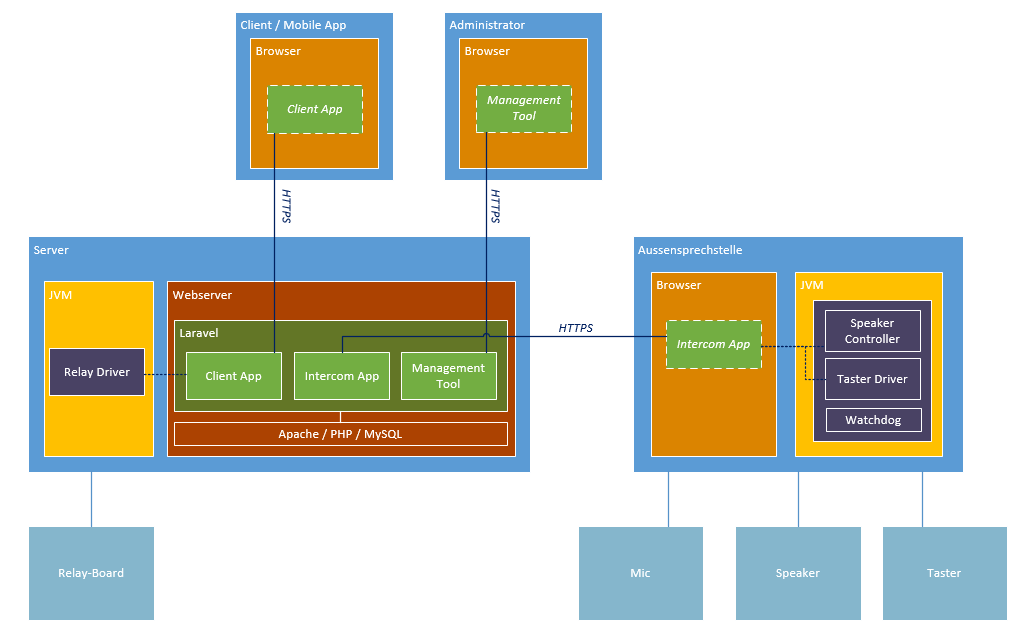 Client / Mobile App
Browser
Client App
Administrator
Browser
Management
Tool
HTTPS
HTTPS
Server
JVM
Relay Driver
Webserver
Laravel
Client App
Intercom App
Management
Tool
Apache / PHP / MySQL
HTTPS
Aussensprechstelle
Browser
Intercom App
JVM
Speaker
Controller
Taster Driver
Watchdog
Relay-Board
Mic
Speaker
Taster